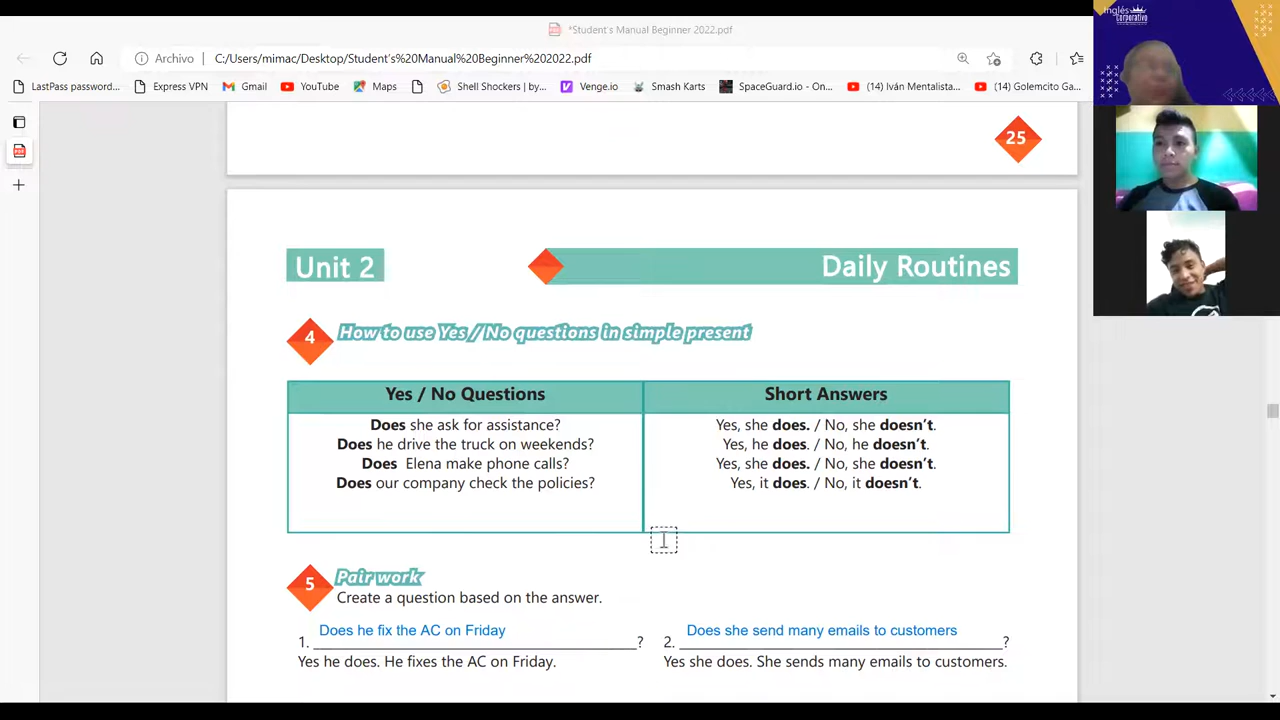 *Student's Manual Beginner 2022.pdf
Archivo
C:/Users/mimac/Desktop/Student's%20Manual%20Beginner%202022.pdf
LastPass password...
Express VPN
Gmail
YouTube
Maps
Shell Shockers | by...
Venge.io
Smash Karts
SpaceGuard.io - On...
(14) Iván Mentalista...
(14) Golemcito Ga...
Inglés
Corporativo
25
Unit 2
Daily Routines
4
How to use Yes / No questions in simple present
Yes / No Questions
Short Answers
Does she ask for assistance?
Yes, she does. / No, she doesn't.
Does he drive the truck on weekends?
Yes, he does. / No, he doesn't.
Does Elena make phone calls?
Yes, she does. / No, she doesn't.
Does our company check the policies?
Yes, it does. / No, it doesn't.
5
Pair work
Create a question based on the answer.
1. Does he fix the AC on Friday ?
2. Does she send many emails to customers ?
Yes he does. He fixes the AC on Friday.
Yes she does. She sends many emails to customers.